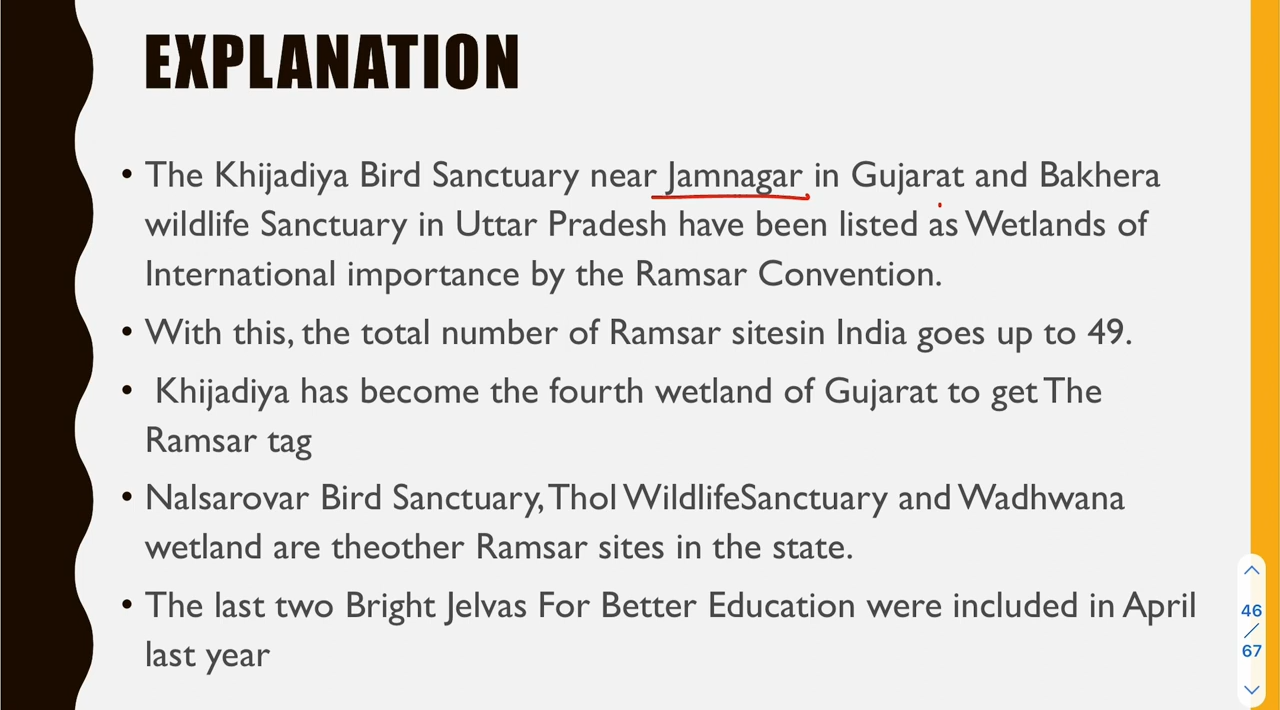 EXPLANATION
• The Khijadiya Bird Sanctuary near Jamnagar in Gujarat and Bakhera
wildlife Sanctuary in Uttar Pradesh have been listed as Wetlands of
International importance by the Ramsar Convention.
• With this, the total number of Ramsar sitesin India goes up to 49.
• Khijadiya has become the fourth wetland of Gujarat to get The
Ramsar tag
• Nalsarovar Bird Sanctuary, Thol WildlifeSanctuary and Wadhwana
wetland are theother Ramsar sites in the state.
• The last two Bright Jelvas For Better Education were included in April
last year
46
/
67